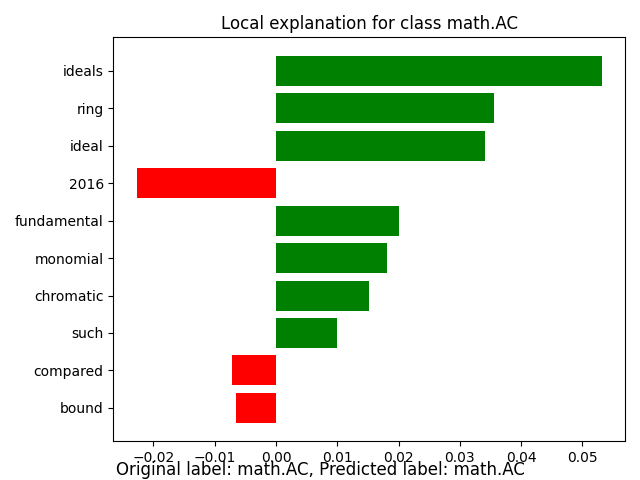 Local explanation for class math.AC
ideals
ring
ideal
2016
fundamental
monomial
chromatic
such
compared
bound
−0.02 −0.01 0.00 0.01 0.02 0.03 0.04 0.05
Original label: math.AC, Predicted label: math.AC